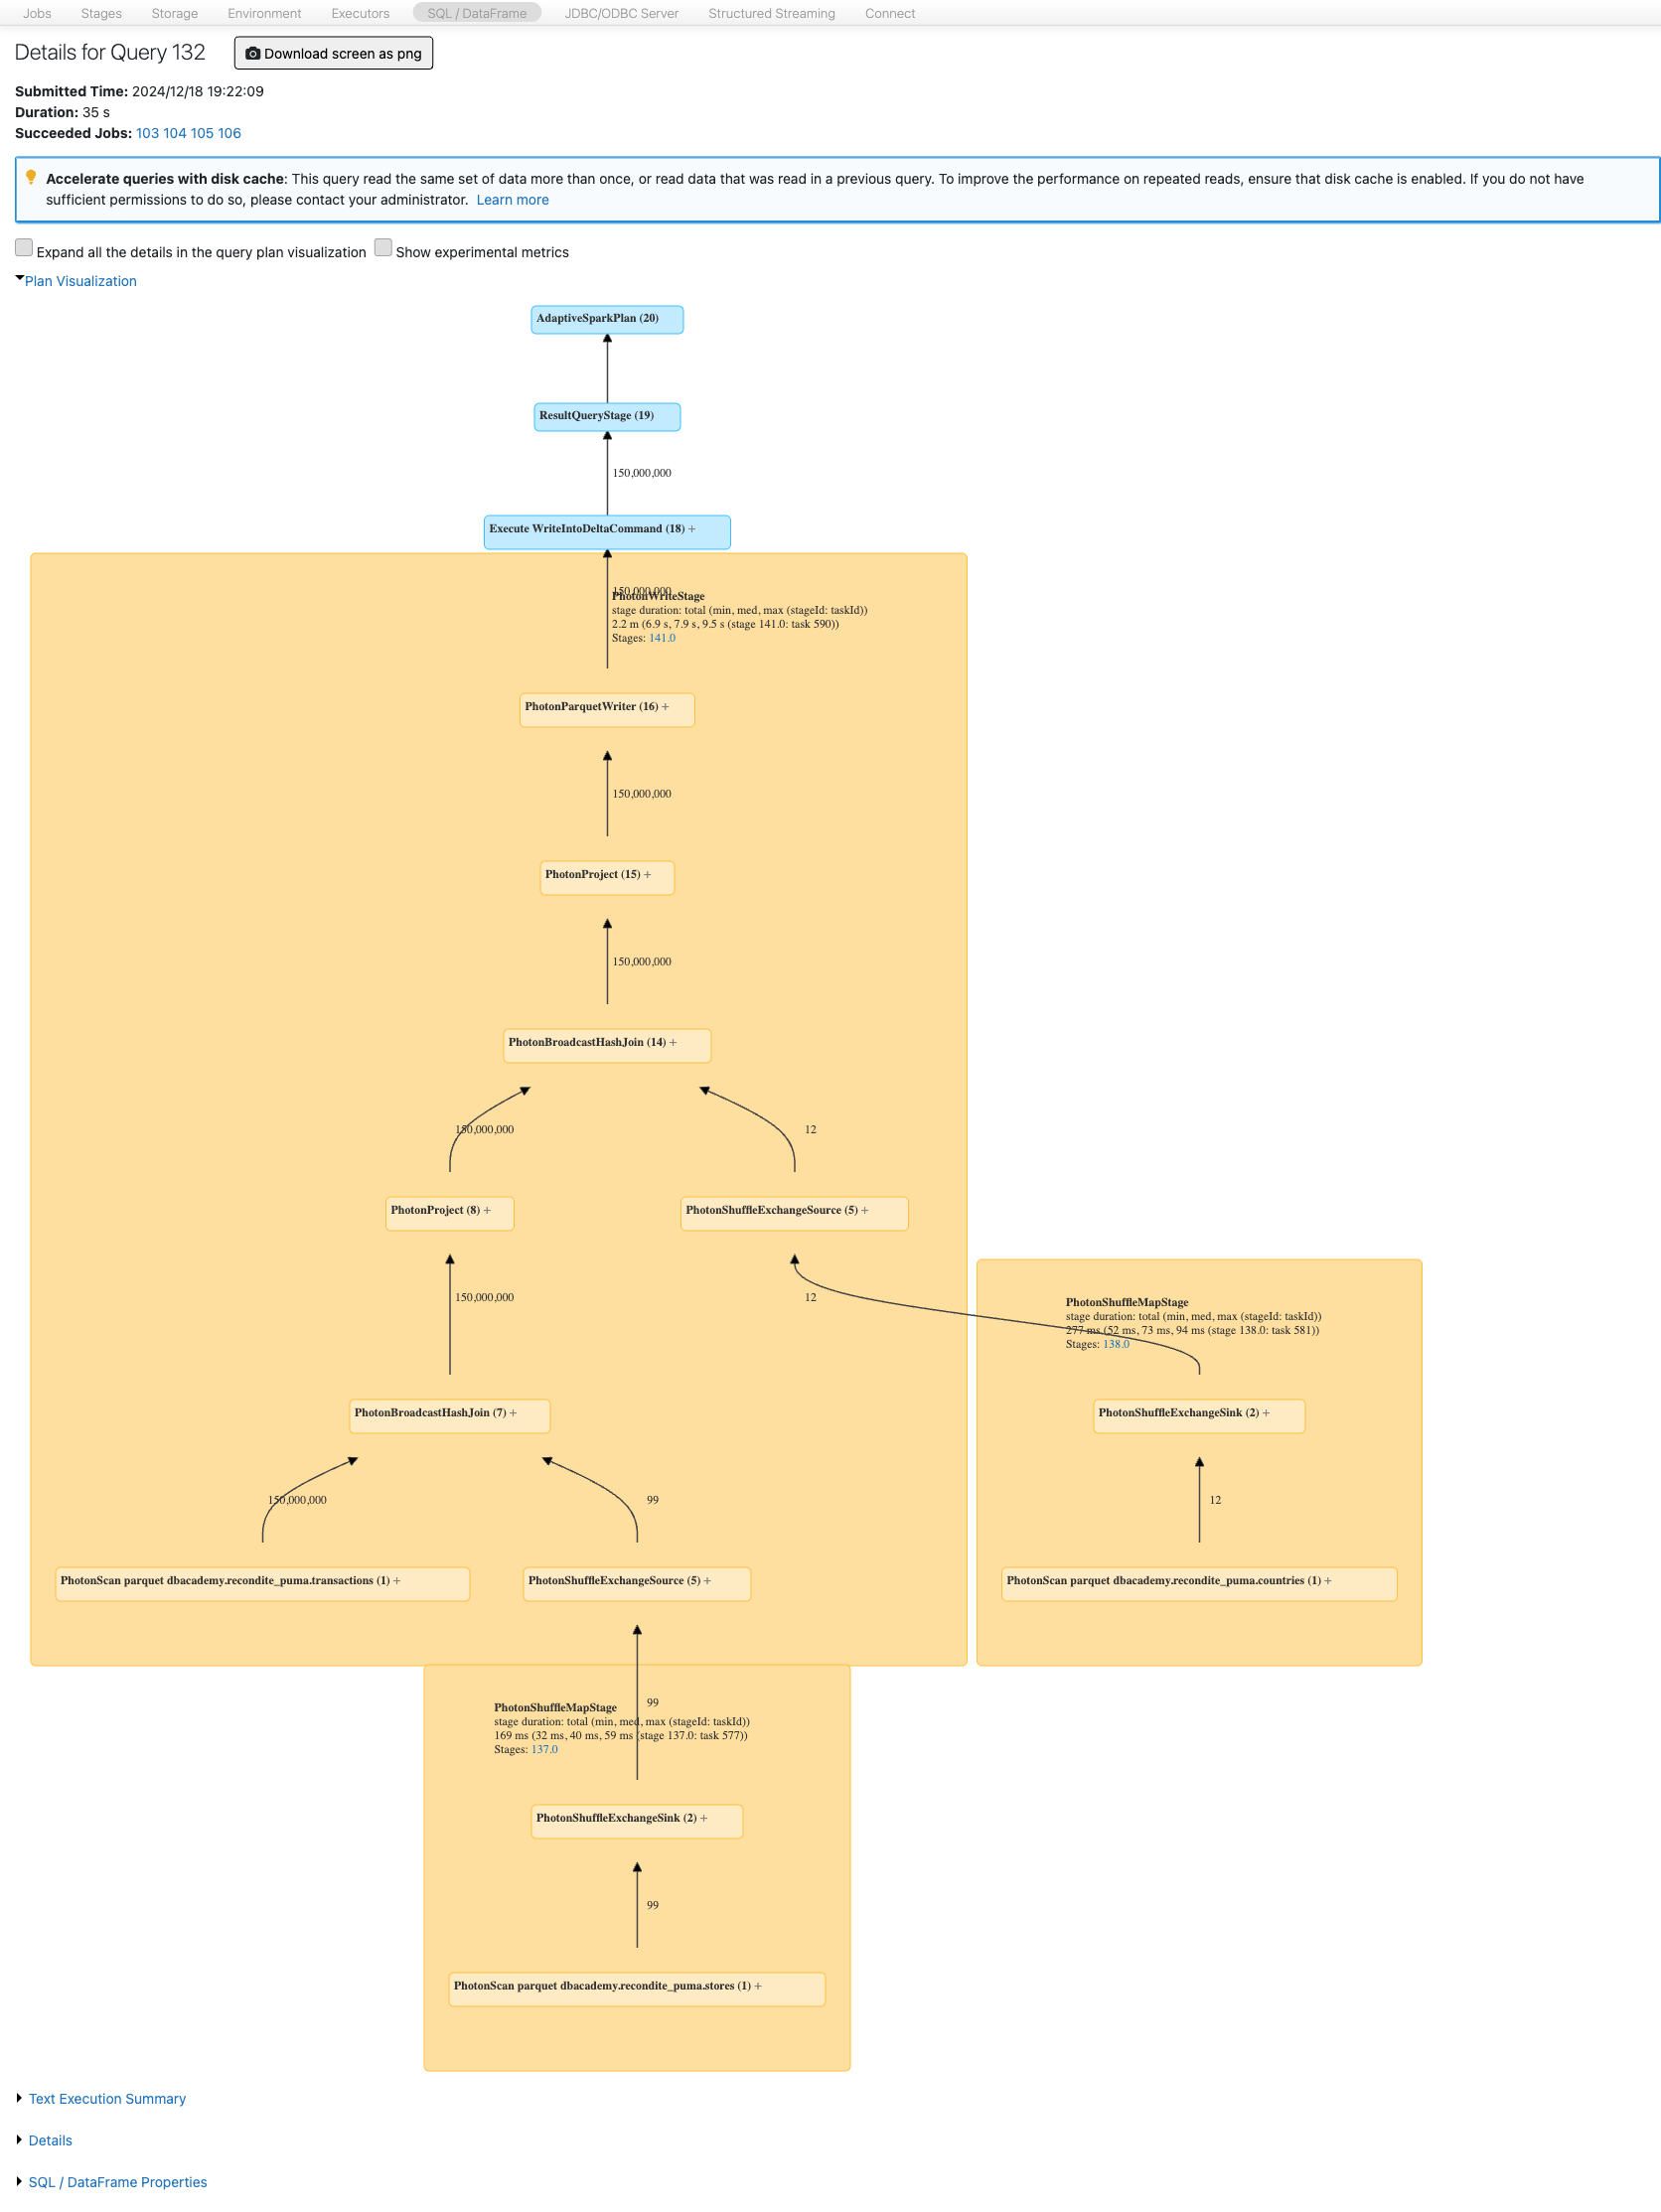 Jobs Stages Storage Environment Executors SQL / DataFrame JDBC/ODBC Server Structured Streaming Connect
Details for Query 132 Download screen as png
Submitted Time: 2024/12/18 19:22:09
Duration: 35 s
Succeeded Jobs: 103 104 105 106
Accelerate queries with disk cache: This query read the same set of data more than once, or read data that was read in a previous query. To improve the performance on repeated reads, ensure that disk cache is enabled. If you do not have
sufficient permissions to do so, please contact your administrator. Learn more
Expand all the details in the query plan visualization Show experimental metrics
Plan Visualization
AdaptiveSparkPlan (20)
ResultQueryStage (19)
150,000,000
Execute WriteIntoDeltaCommand (18) +
150,000,000
PhotonWriteStage
stage duration: total (min, med, max (stageId: taskId))
2.2 m (6.9 s, 7.9 s, 9.5 s (stage 141.0: task 590))
Stages: 141.0
PhotonParquetWriter (16) +
150,000,000
PhotonProject (15) +
150,000,000
PhotonBroadcastHashJoin (14) +
150,000,000 12
PhotonProject (8) + PhotonShuffleExchangeSource (5) +
150,000,000 12
PhotonShuffleMapStage
stage duration: total (min, med, max (stageId: taskId))
277 ms (52 ms, 73 ms, 94 ms (stage 138.0: task 581))
Stages: 138.0
PhotonBroadcastHashJoin (7) + PhotonShuffleExchangeSink (2) +
150,000,000 99 12
PhotonScan parquet dbacademy.recondite_puma.transactions (1) + PhotonShuffleExchangeSource (5) + PhotonScan parquet dbacademy.recondite_puma.countries (1) +
99
PhotonShuffleMapStage
stage duration: total (min, med, max (stageId: taskId))
169 ms (32 ms, 40 ms, 59 ms (stage 137.0: task 577))
Stages: 137.0
PhotonShuffleExchangeSink (2) +
99
PhotonScan parquet dbacademy.recondite_puma.stores (1) +
Text Execution Summary
Details
SQL / DataFrame Properties